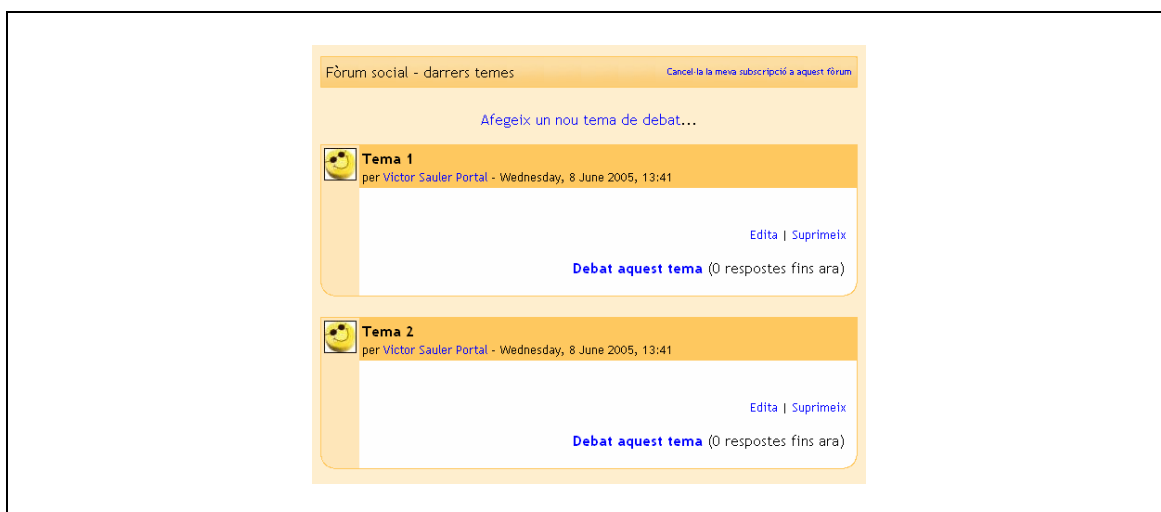 Fòrum social - darrers temes
Cancel·la la meva subscripció a aquest fòrum
Afegeix un nou tema de debat...
Tema 1
per Victor Sauler Portal - Wednesday, 8 June 2005, 13:41
Edita | Suprimeix
Debat aquest tema (0 respostes fins ara)
Tema 2
per Victor Sauler Portal - Wednesday, 8 June 2005, 13:41
Edita | Suprimeix
Debat aquest tema (0 respostes fins ara)